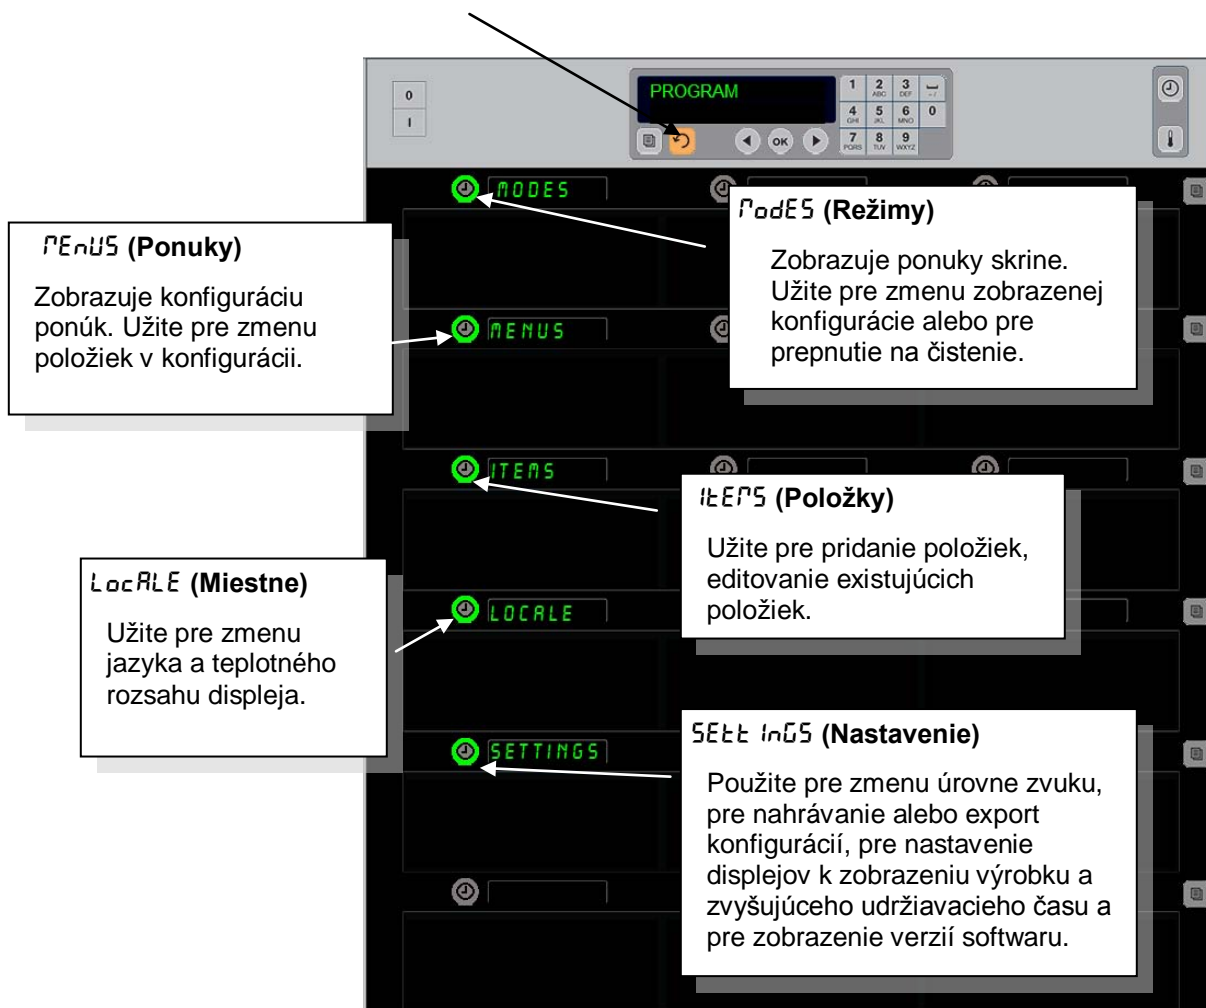 PROGRAM
0
I
1
2
ABC
3
DEF
4
GHI
5
JKL
6
MNO
0
7
PQRS
8
TUV
9
WXYZ
OK
MODES
ModES (Režimy)
Zobrazuje ponuky skrine.
Užite pre zmenu zobrazenej
konfigurácie alebo pre
prepnutie na čistenie.
MEnUS (Ponuky)
Zobrazuje konfiguráciu
ponúk. Užite pre zmenu
položiek v konfigurácii.
MENUS
ITEMS
ItEMS (Položky)
Užite pre pridanie položiek,
editovanie existujúcich
položiek.
LocALE (Miestne)
Užite pre zmenu
jazyka a teplotného
rozsahu displeja.
LOCALE
SETTINGS
SEttInGS (Nastavenie)
Použite pre zmenu úrovne zvuku,
pre nahrávanie alebo export
konfigurácií, pre nastavenie
displejov k zobrazeniu výrobku a
zvyšujúceho udržiavacieho času a
pre zobrazenie verzií softwaru.